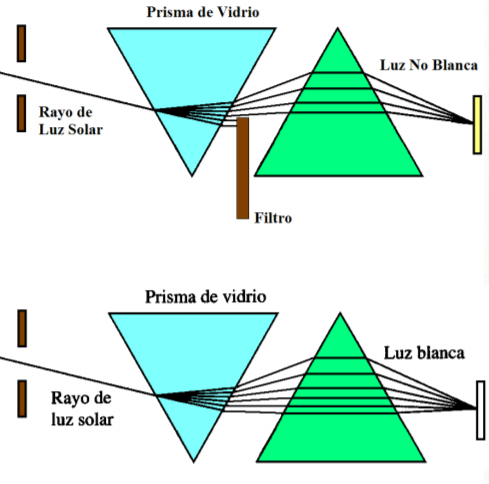 Prisma de Vidrio
Luz No Blanca
Rayo de
Luz Solar
Filtro
Prisma de vidrio
Luz blanca
Rayo de
luz solar